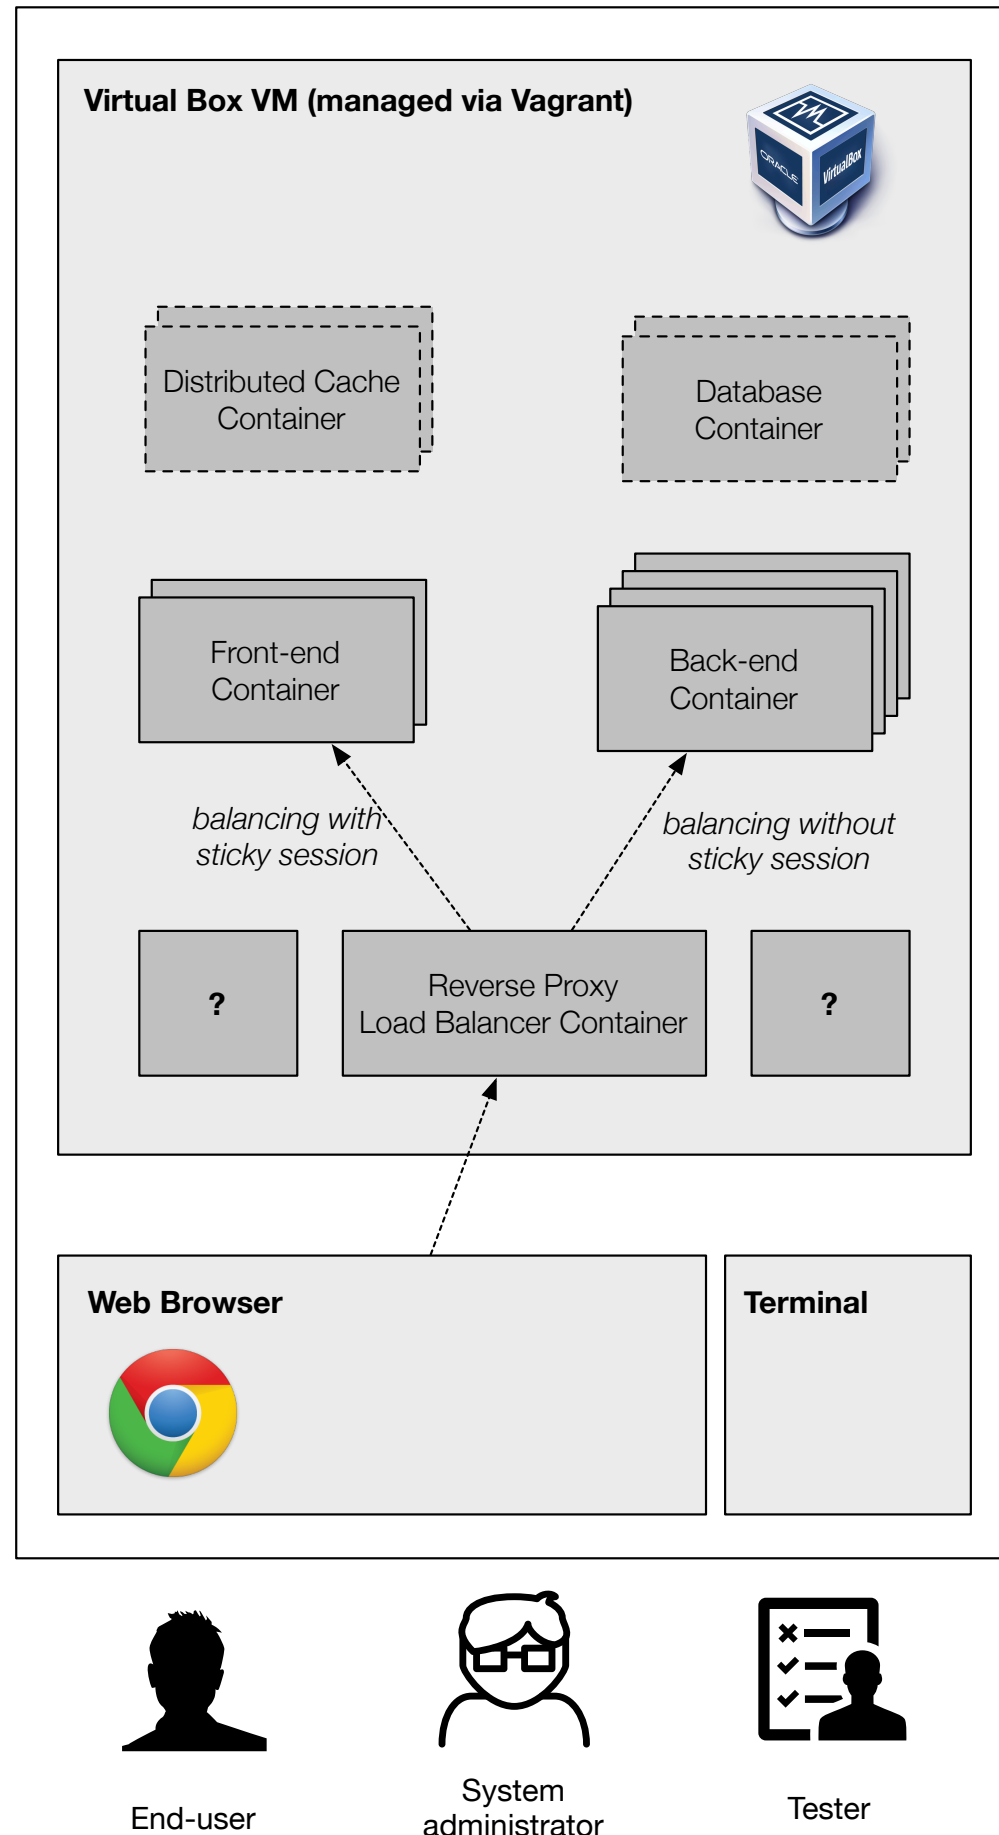 Virtual Box VM (managed via Vagrant)
ORACLE
VirtualBox
Distributed Cache
Container
Database
Container
Front-end
Container
Back-end
Container
balancing with
sticky session
balancing without
sticky session
?
Reverse Proxy
Load Balancer Container
?
Web Browser
Terminal
End-user
System
administrator
Tester